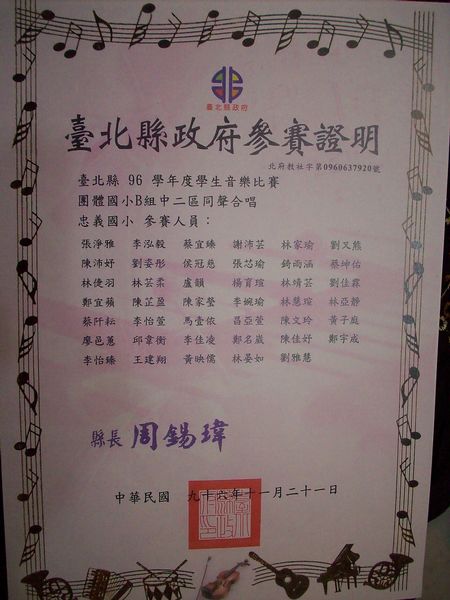 臺北縣政府
臺北縣政府參賽證明
北府教社字第0960637920號
臺北縣 96 學年度學生音樂比賽
團體國小B組中二區同聲合唱
忠義國小 參賽人員：
張淨雅 李泓毅 蔡宜臻 謝沛芸 林家瑜 劉又熊
陳沛妤 劉姿彤 侯冠慈 張芯瑜 錡雨涵 蔡坤佑
林倢羽 林芸柔 盧韻 楊育瑄 林靖芸 劉佳霖
鄭宜蘋 陳芷盈 陳家瑩 李婉瑜 林慧瑄 林亞靜
蔡阡耘 李怡萱 馬壹依 昌亞萱 陳文玲 黃子庭
廖邑蕙 邱韋衡 李佳凌 鄭名崴 陳佳妤 鄭宇成
李怡臻 王建翔 黃映儒 林晏如 劉雅慧
縣長 周錫瑋
中華民國 九十六年十一月二十一日